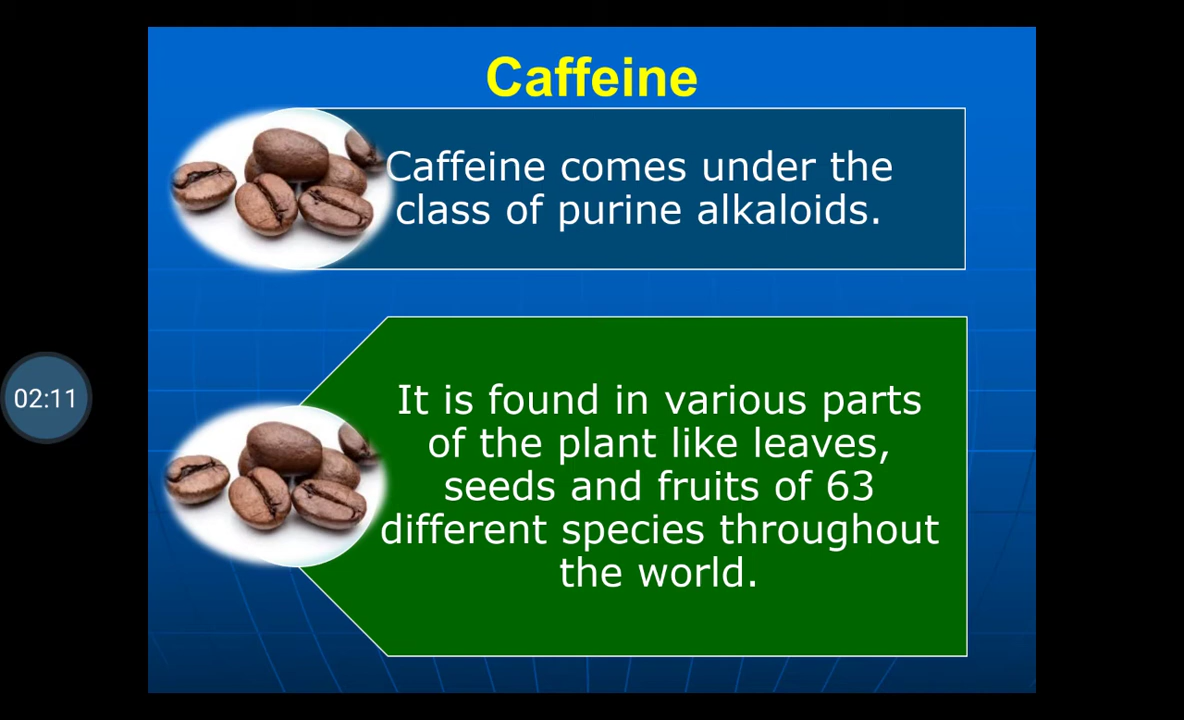 Caffeine
Caffeine comes under the
class of purine alkaloids.
02:11
It is found in various parts
of the plant like leaves,
seeds and fruits of 63
different species throughout
the world.